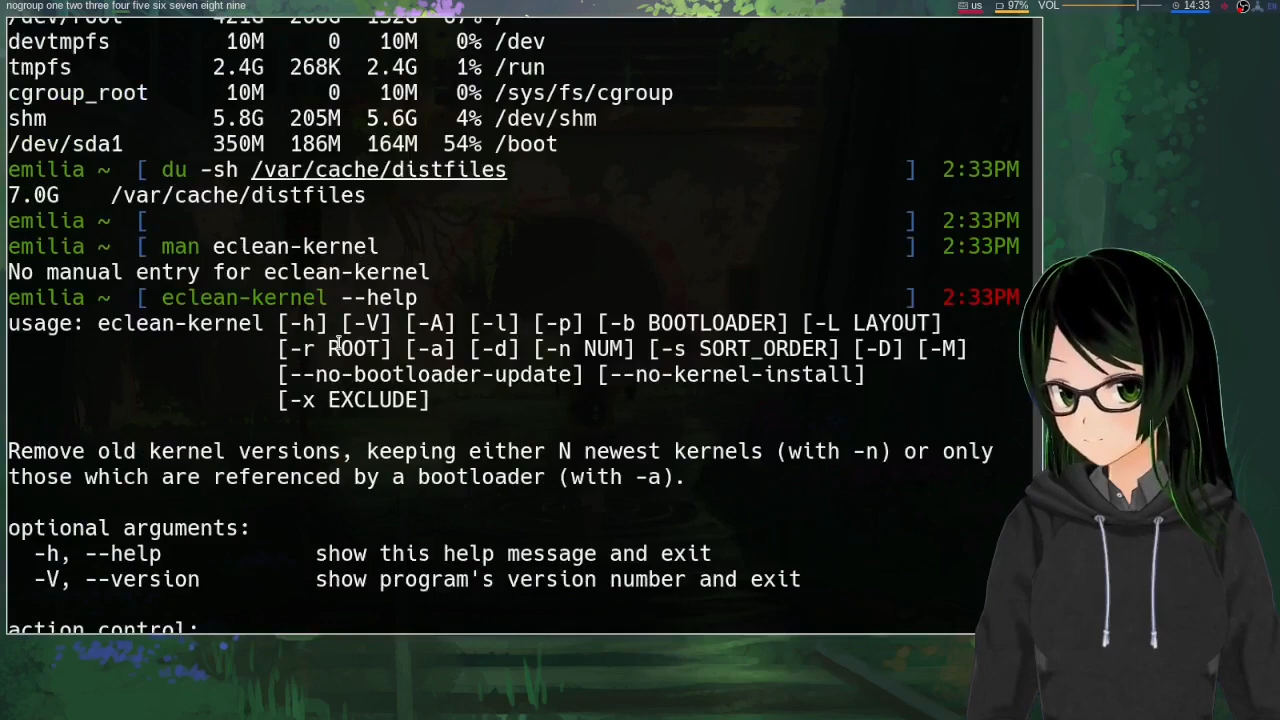 nogroup one two three four five six seven eight nine us 97% VOL 14:33
/dev/root 421G 132G 67% /
devtmpfs 10M 0 10M 0% /dev
tmpfs 2.4G 268K 2.4G 1% /run
cgroup_root 10M 0 10M 0% /sys/fs/cgroup
shm 5.8G 205M 5.6G 4% /dev/shm
/dev/sda1 350M 186M 164M 54% /boot
emilia ~ [ du -sh /var/cache/distfiles ] 2:33PM
7.0G /var/cache/distfiles
emilia ~ [ ] 2:33PM
emilia ~ [ man eclean-kernel ] 2:33PM
No manual entry for eclean-kernel
emilia ~ [ eclean-kernel --help ] 2:33PM
usage: eclean-kernel [-h] [-V] [-A] [-l] [-p] [-b BOOTLOADER] [-L LAYOUT]
[-r ROOT] [-a] [-d] [-n NUM] [-s SORT_ORDER] [-D] [-M]
[--no-bootloader-update] [--no-kernel-install]
[-x EXCLUDE]
Remove old kernel versions, keeping either N newest kernels (with -n) or only
those which are referenced by a bootloader (with -a).
optional arguments:
-h, --help show this help message and exit
-V, --version show program's version number and exit
action control: